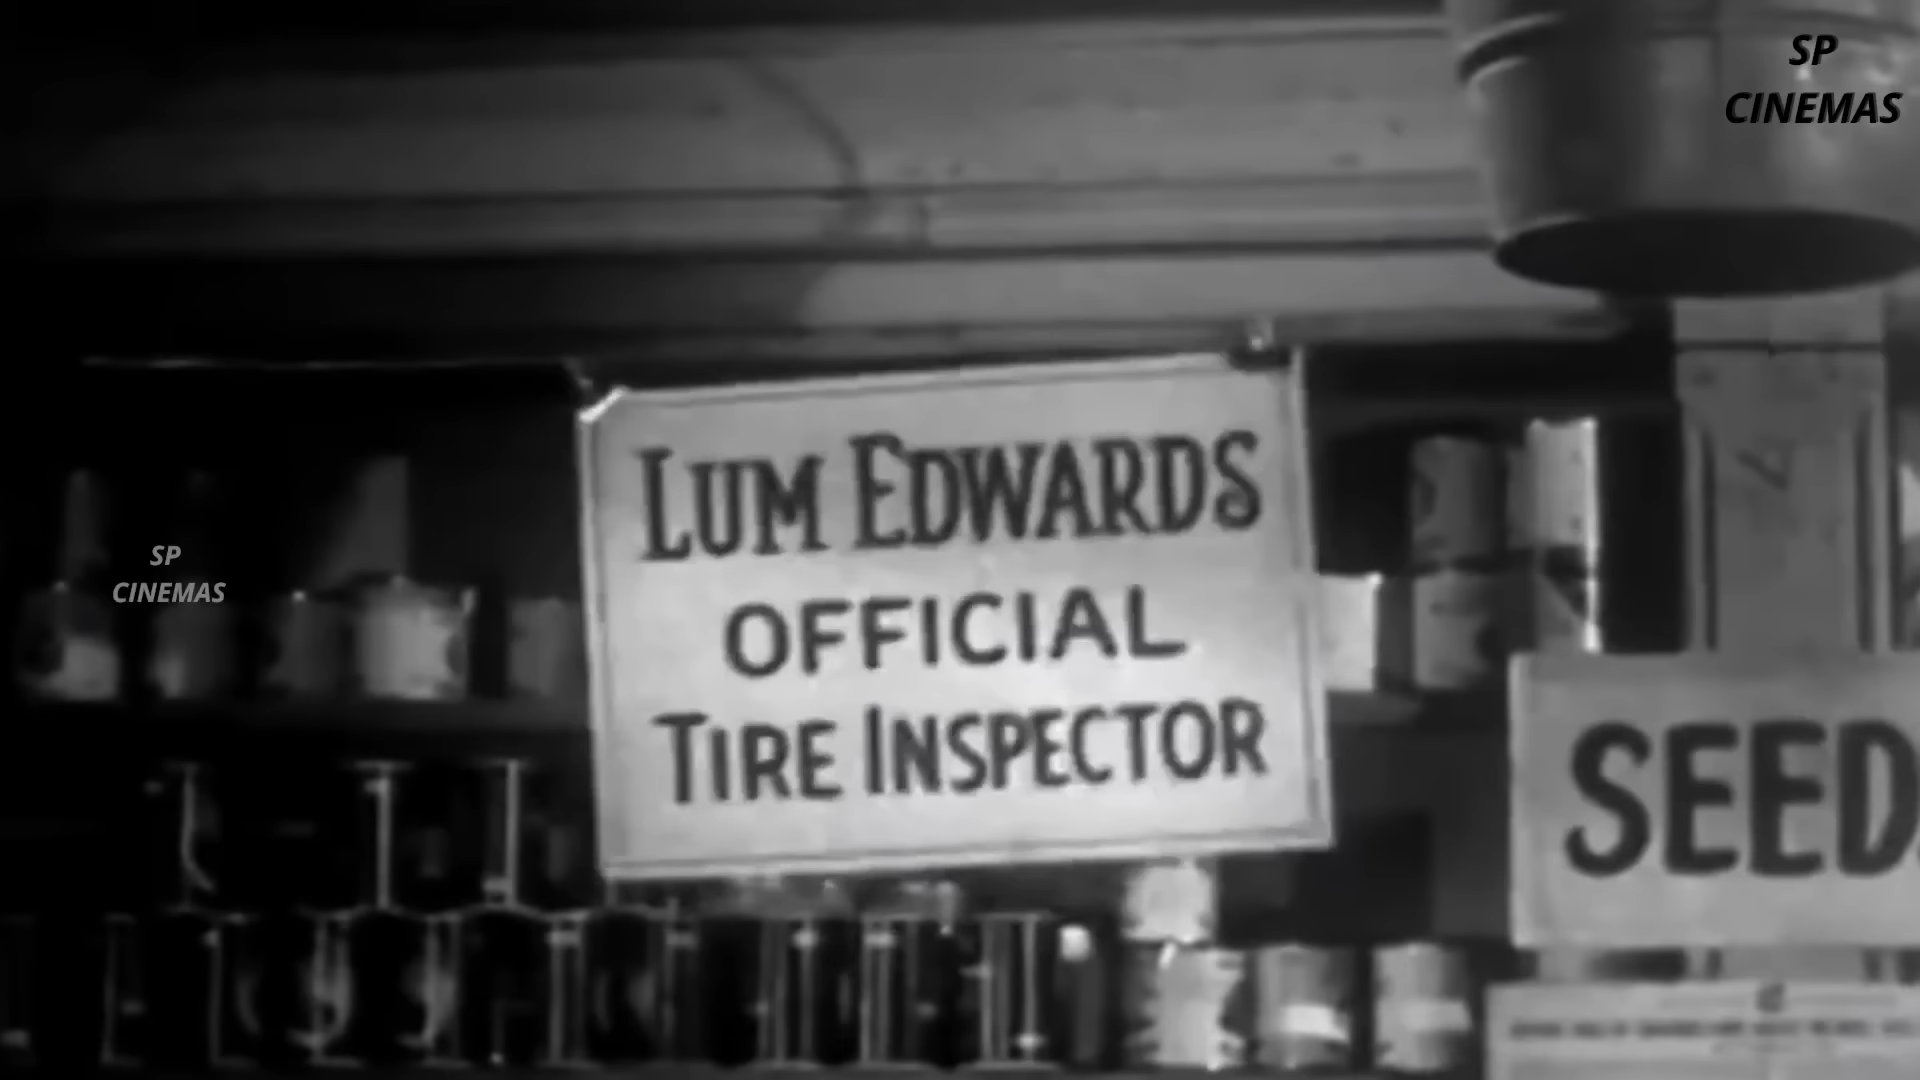 SP
CINEMAS
LUM EDWARDS
OFFICIAL
TIRE INSPECTOR
SP
CINEMAS
SEED